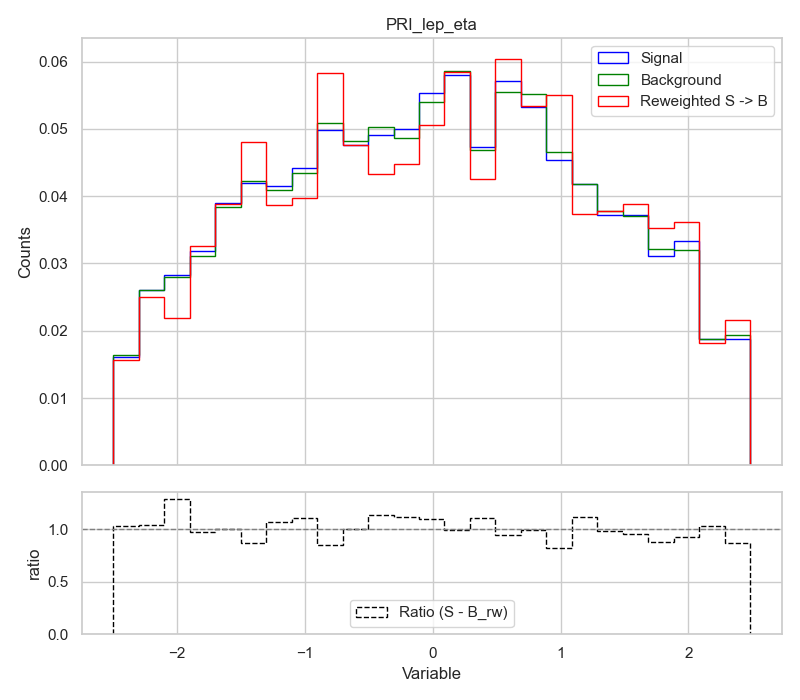 PRI_lep_eta
Signal
Background
Reweighted S -> B
0.06
0.05
0.04
0.03
0.02
0.01
0.00
Counts
1.0
0.5
0.0
ratio
Ratio (S - B_rw)
−2
−1
0
1
2
Variable